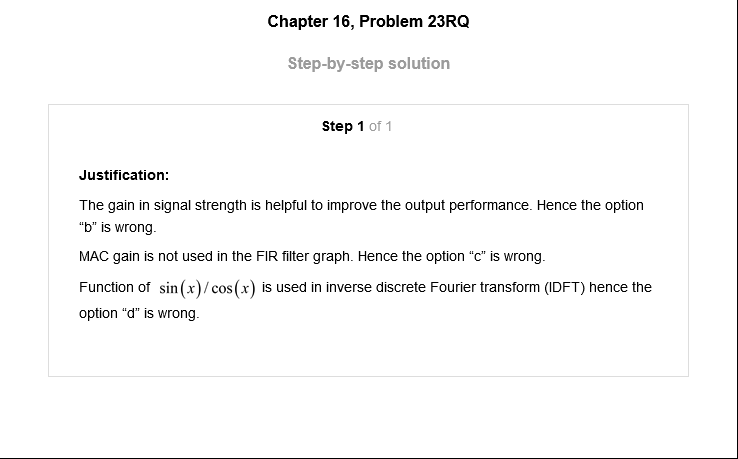 Chapter 16, Problem 23RQ
Step-by-step solution
Step 1 of 1
Justification:
The gain in signal strength is helpful to improve the output performance. Hence the option
“b” is wrong.
MAC gain is not used in the FIR filter graph. Hence the option “c” is wrong.
Function of sin(x)/cos(x) is used in inverse discrete Fourier transform (IDFT) hence the
option “d” is wrong.